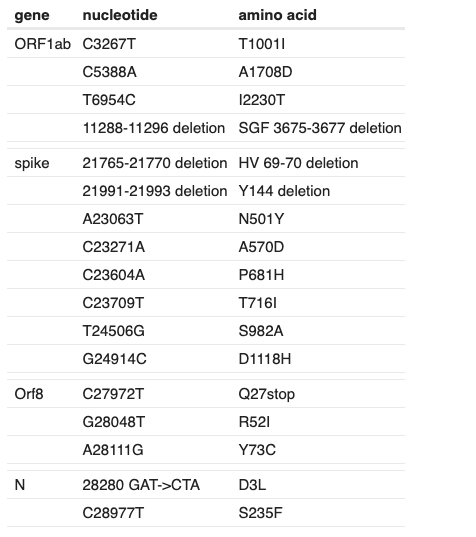 gene nucleotide amino acid
ORF1ab C3267T T1001I
C5388A A1708D
T6954C I2230T
11288-11296 deletion SGF 3675-3677 deletion
spike 21765-21770 deletion HV 69-70 deletion
21991-21993 deletion Y144 deletion
A23063T N501Y
C23271A A570D
C23604A P681H
C23709T T716I
T24506G S982A
G24914C D1118H
Orf8 C27972T Q27stop
G28048T R52I
A28111G Y73C
N 28280 GAT->CTA D3L
C28977T S235F